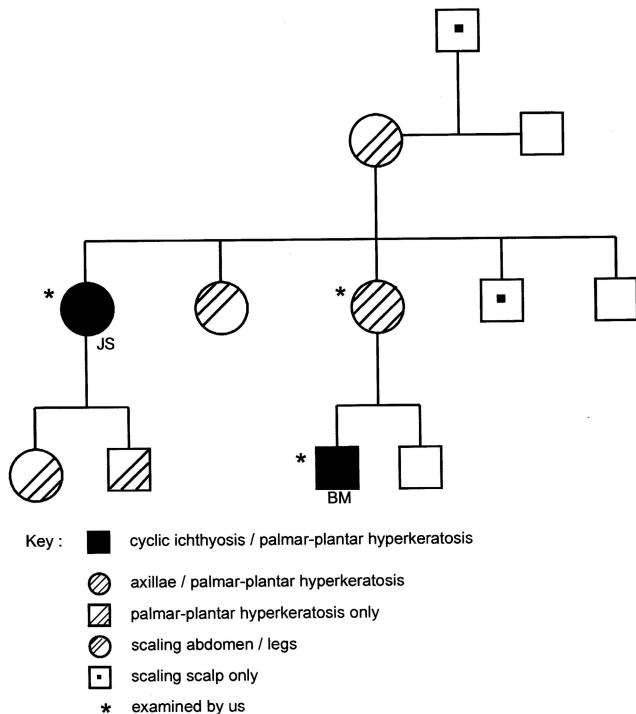 *
JS
*
*
BM
Key : cyclic ichthyosis / palmar-plantar hyperkeratosis
axillae / palmar-plantar hyperkeratosis
palmar-plantar hyperkeratosis only
scaling abdomen / legs
scaling scalp only
* examined by us